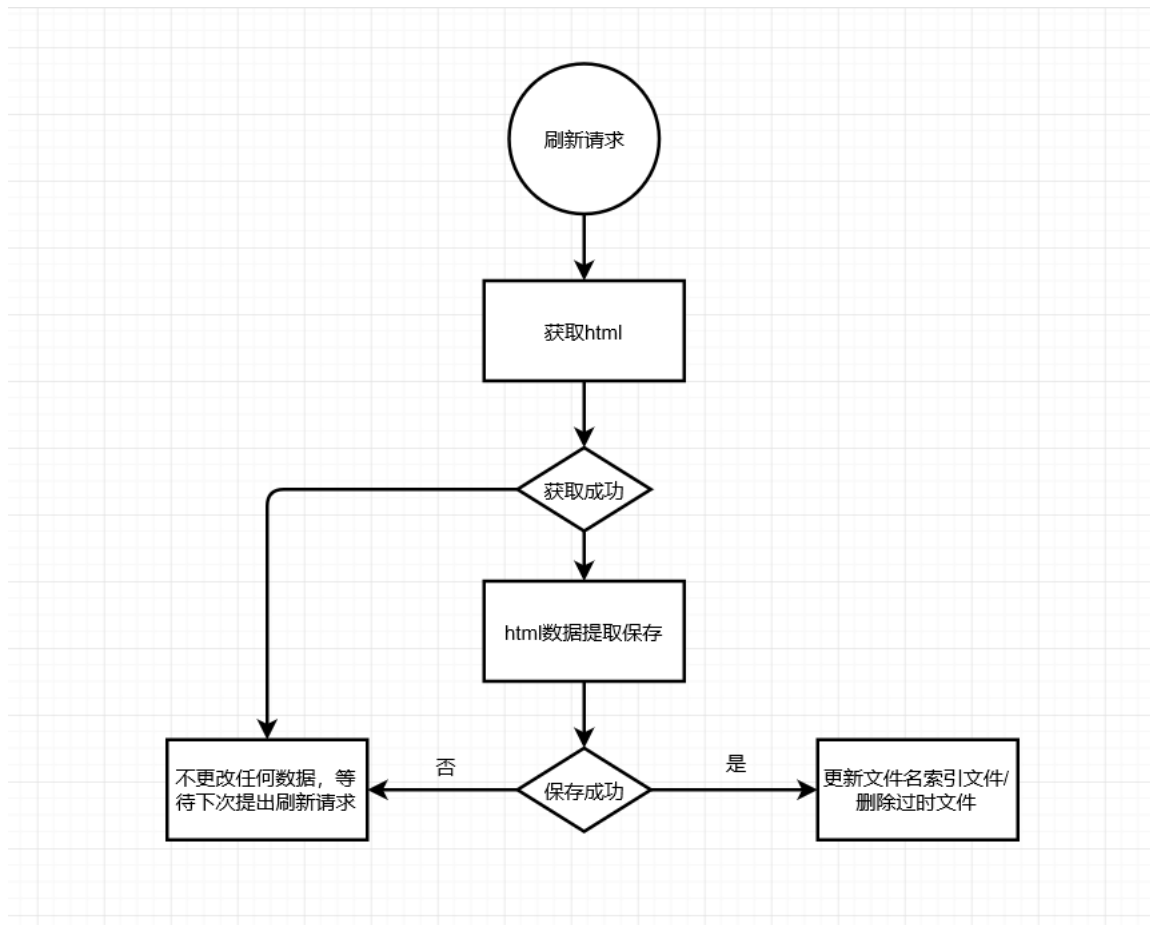 刷新请求
获取html
获取成功
html数据提取保存
不更改任何数据，等
待下次提出刷新请求
否
保存成功
是
更新文件名索引文件/
删除过时文件